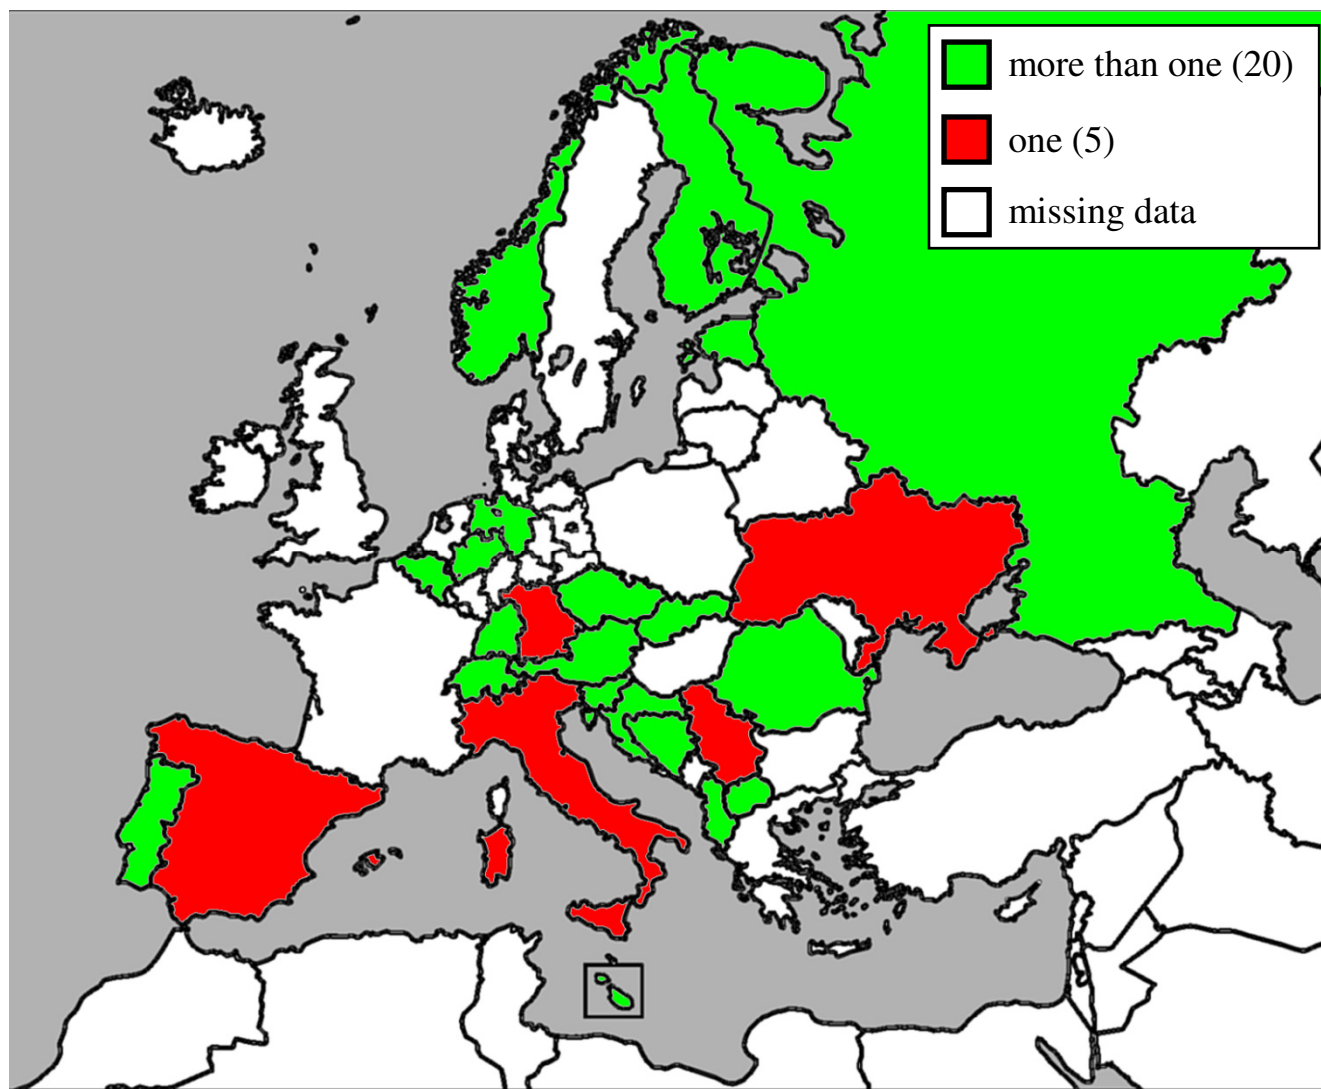 more than one (20)
one (5)
missing data